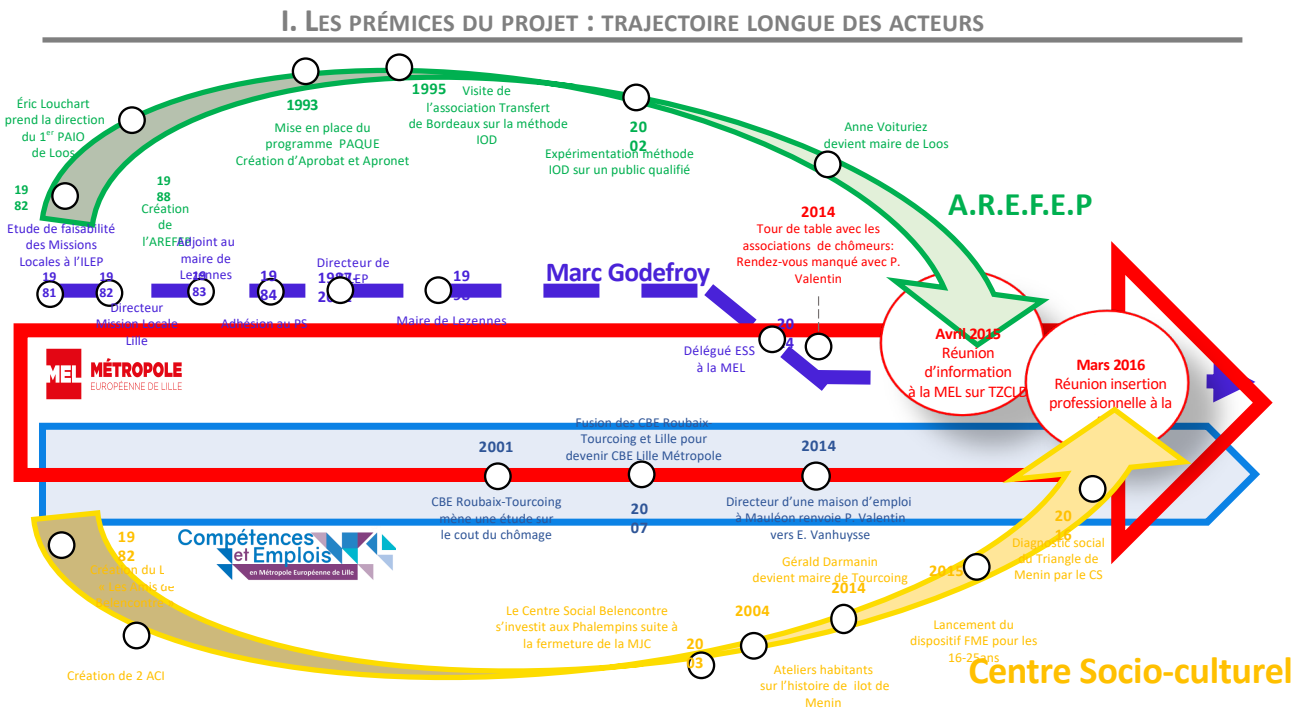 I. LES PRÉMICES DU PROJET : TRAJECTOIRE LONGUE DES ACTEURS
Éric Louchart
prend la direction
du 1er PAIO
de Loos
19
82
19
88
Création
de
l'AREFEP
1993
Mise en place du
programme PAQUE
Création d'Aprobat et Apronet
1995
Visite de
l'association Transfert
de Bordeaux sur la méthode
IOD
20
02
Expérimentation méthode
IOD sur un public qualifié
Anne Voituriez
devient maire de Loos
A.R.E.F.E.P
Etude de faisabilité
des Missions
Locales à l'ILEP
19
81
19
82
Directeur
Mission Locale
Lille
Adjoint au
maire de
Lezennes
19
83
19
84
Adhésion au PS
Directeur de
Maire de Lezennes
Marc Godefroy
2014
Tour de table avec les
associations de chômeurs:
Rendez-vous manqué avec P.
Valentin
Délégué ESS
à la MEL
Avril 2015
Réunion
d'information
à la MEL sur TZCLD
Mars 2016
Réunion insertion
professionnelle à la
MEL
MÉTROPOLE
EUROPÉENNE DE LILLE
2001
CBE Roubaix-Tourcoing
mène une étude sur
le cout du chômage
Fusion des CBE Roubaix-
Tourcoing et Lille pour
devenir CBE Lille Métropole
20
07
2014
Directeur d'une maison d'emploi
à Mauléon renvoie P. Valentin
vers E. Vanhuysse
Compétences
et Emplois
en Métropole Européenne de Lille
19
82
Création de 2 ACI
Le Centre Social Belencontre
s'investit aux Phalempins suite à
la fermeture de la MJC
20
03
2004
Ateliers habitants
sur l'histoire de ilot de
Menin
Gérald Darmanin
devient maire de Tourcoing
2014
2015
Lancement du
dispositif FME pour les
16-25ans
20
16
Diagnostic social
du Triangle de
Menin par le CS
Centre Socio-culturel